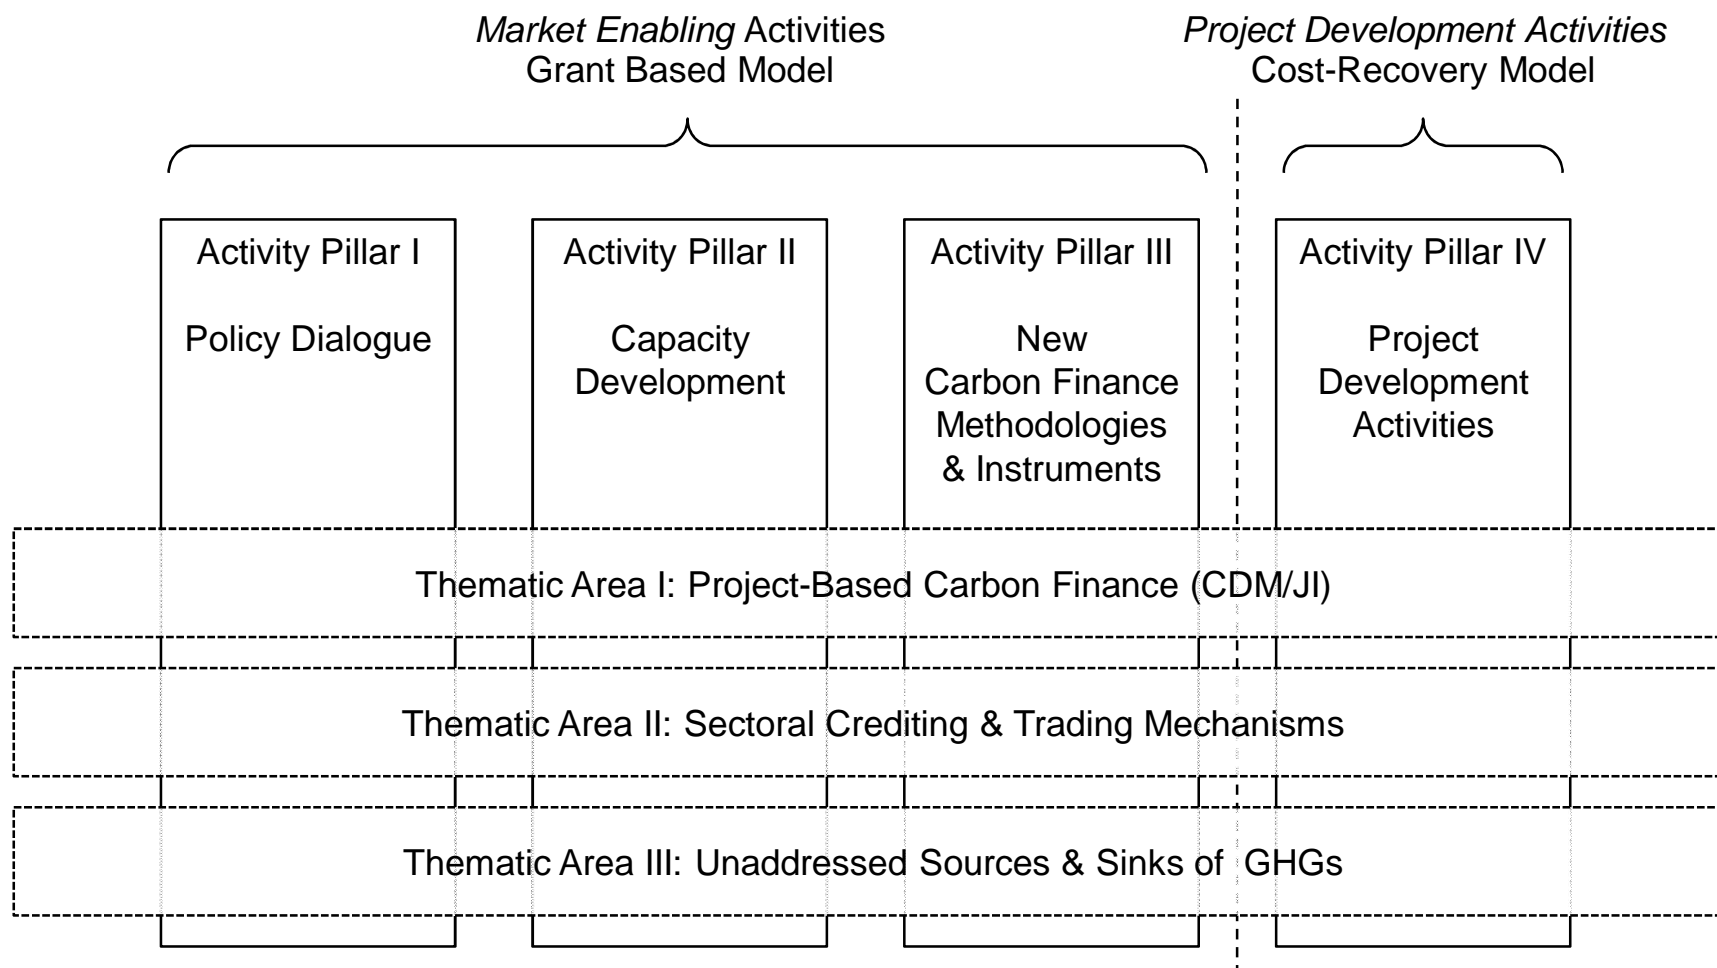 Market Enabling Activities
Grant Based Model
Project Development Activities
Cost-Recovery Model
Activity Pillar I
Policy Dialogue
Activity Pillar II
Capacity
Development
Activity Pillar III
New
Carbon Finance
Methodologies
& Instruments
Activity Pillar IV
Project
Development
Activities
Thematic Area I: Project-Based Carbon Finance (CDM/JI)
Thematic Area II: Sectoral Crediting & Trading Mechanisms
Thematic Area III: Unaddressed Sources & Sinks of GHGs